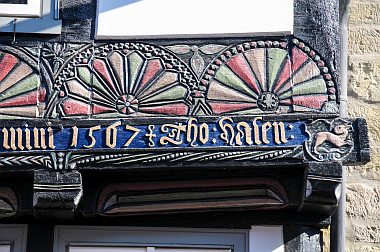 mini 1567 Tho: Hasen: